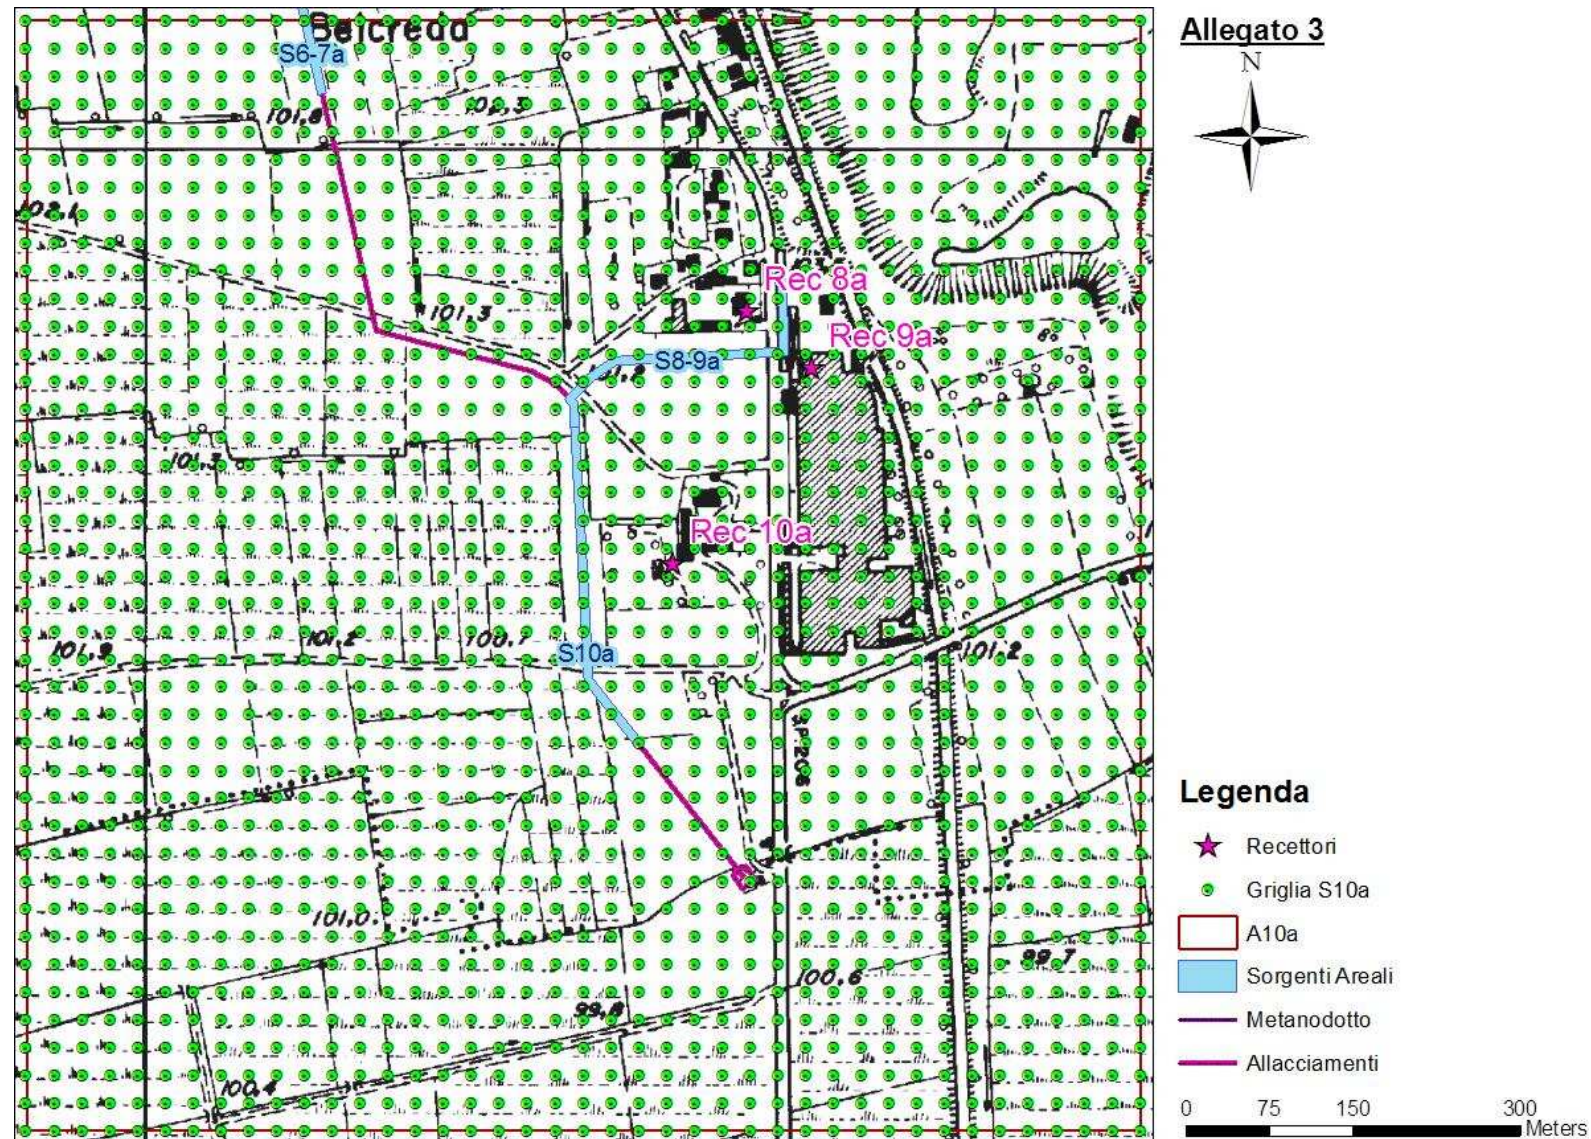 Allegato 3
N
Belcreda
S6-7a
101,8
102,3
102,1
Rec 8a
101,3
Rec 9a
S8-9a
101,3
Rec 10a
S10a
101,9
101,2
100,7
101,2
S.P.206
101,0
100,6
99,7
99,8
100,4
Legenda
Recettori
Griglia S10a
A10a
Sorgenti Areali
Metanodotto
Allacciamenti
0 75 150 300
Meters